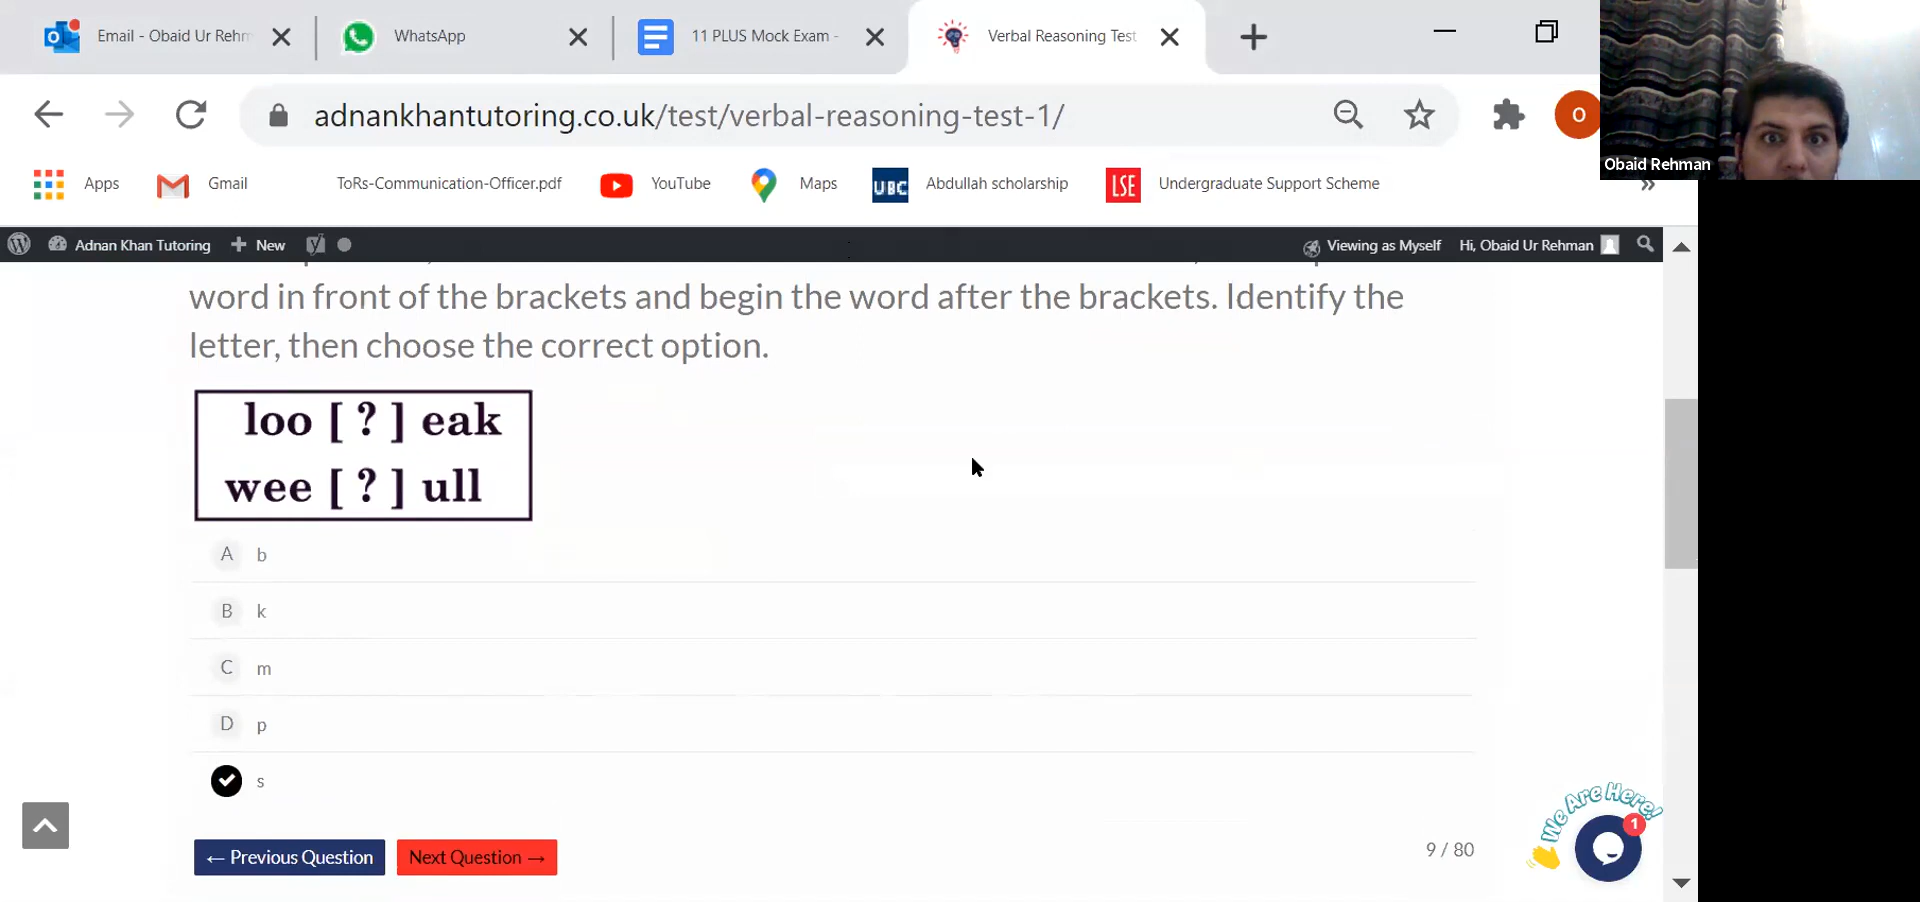 Email - Obaid Ur Rehm
WhatsApp
11 PLUS Mock Exam -
Verbal Reasoning Test
adnankhantutoring.co.uk/test/verbal-reasoning-test-1/
O
Obaid Rehman
Apps
Gmail
ToRs-Communication-Officer.pdf
YouTube
Maps
UBC
Abdullah scholarship
LSE
Undergraduate Support Scheme
»
Adnan Khan Tutoring
+ New
Viewing as Myself
Hi, Obaid Ur Rehman
word in front of the brackets and begin the word after the brackets. Identify the
letter, then choose the correct option.
loo [ ? ] eak
wee [ ? ] ull
A b
B k
C m
D p
s
← Previous Question
Next Question →
9 / 80
We Are Here!
1